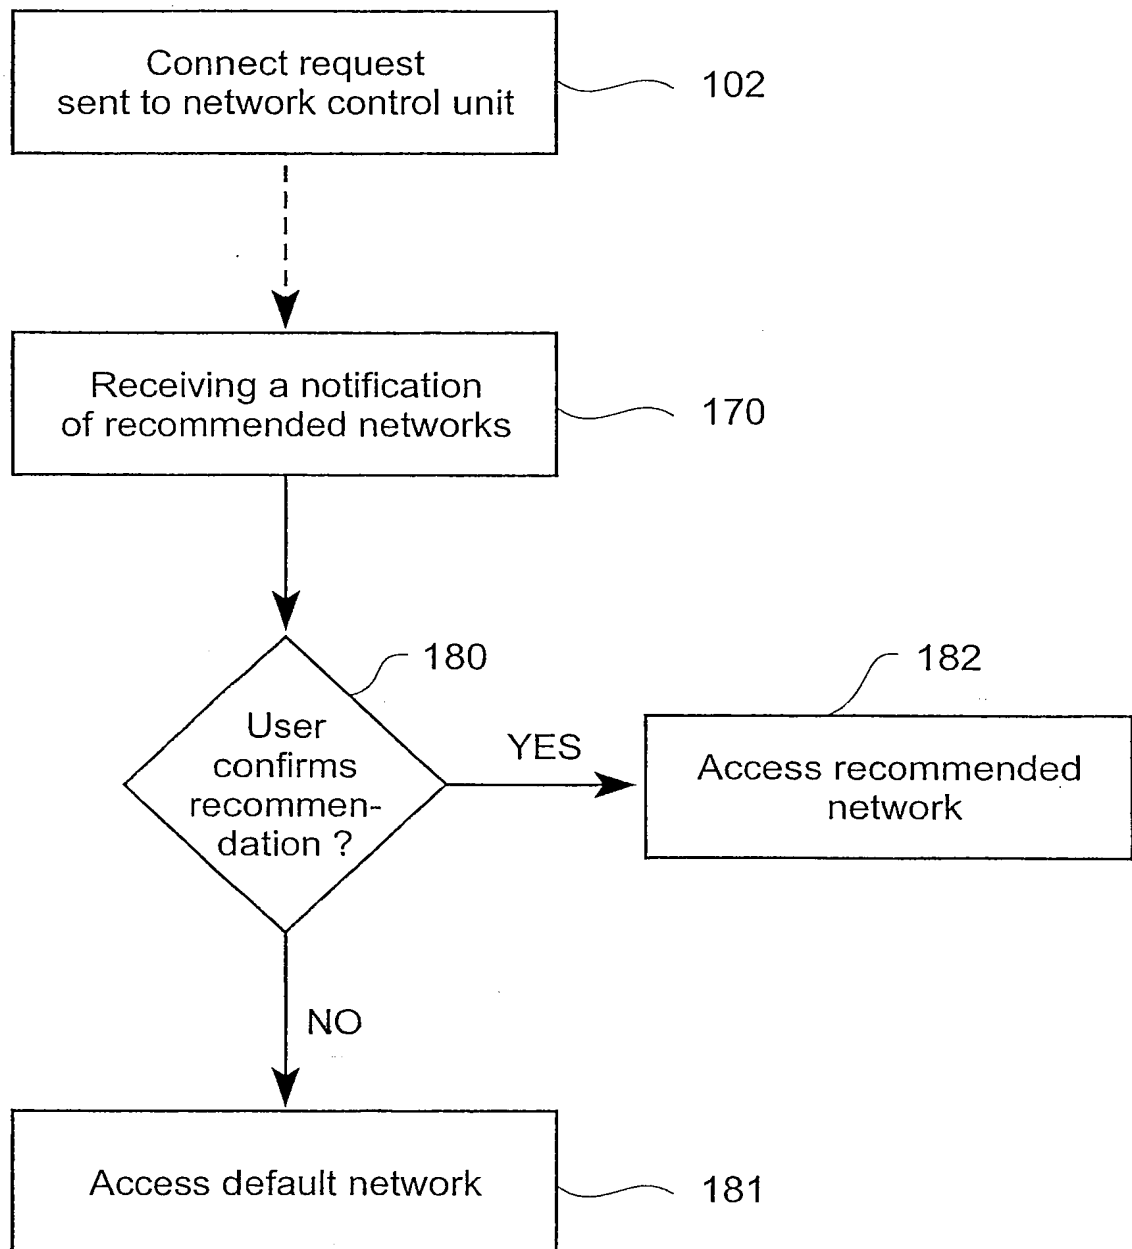 Connect request
sent to network control unit
102
Receiving a notification
of recommended networks
170
180
User
confirms
recommen-
dation ?
YES
182
Access recommended
network
NO
Access default network
181